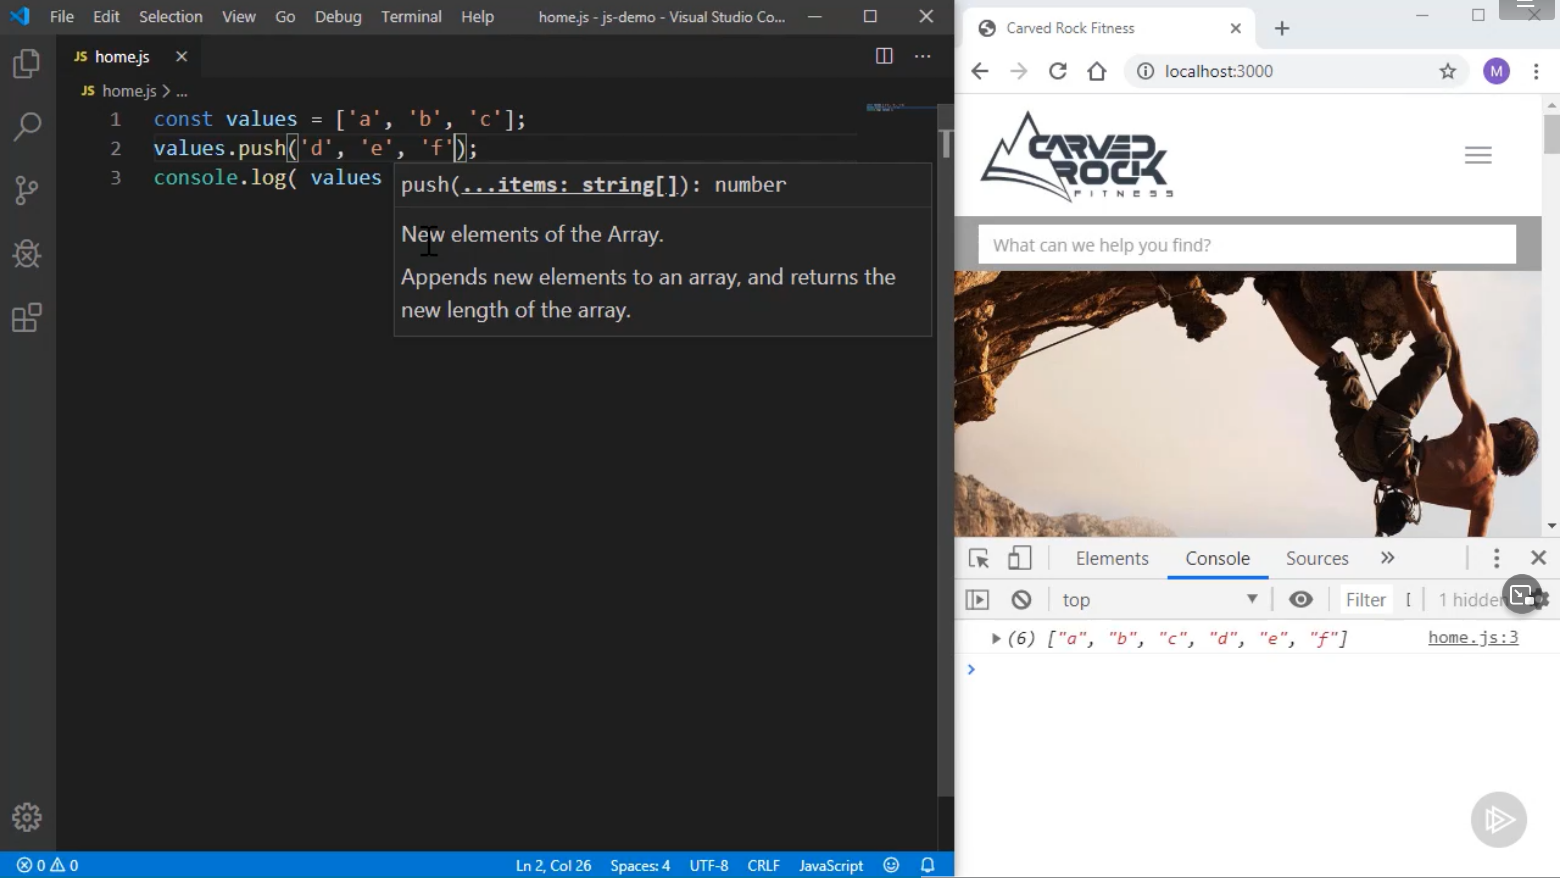 File Edit Selection View Go Debug Terminal Help home.js - js-demo - Visual Studio Co...
JS home.js
JS home.js > ...
1 const values = ['a', 'b', 'c'];
2 values.push('d', 'e', 'f');
3 console.log( values
push(...items: string[]): number
New elements of the Array.
Appends new elements to an array, and returns the
new length of the array.
0 0
Ln 2, Col 26 Spaces: 4 UTF-8 CRLF JavaScript
Carved Rock Fitness
localhost:3000
M
CARVED
ROCK
FITNESS
What can we help you find?
Elements Console Sources »
top Filter 1 hidden
(6) ["a", "b", "c", "d", "e", "f"] home.js:3